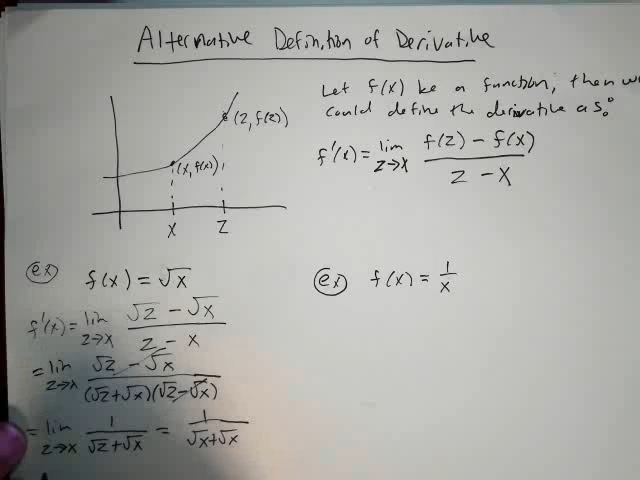 Alternative Definition of Derivative
Let f(x) be a function, then we
could define the derivative as:
f'(x) = lim z→x (f(z) - f(x)) / (z - x)
(z, f(z))
(x, f(x))
x z
ex f(x) = √x
f'(x) = lim z→x (√z - √x) / (z - x)
= lim z→x (√z - √x) / ((√z + √x)(√z - √x))
= lim z→x 1 / (√z + √x) = 1 / (√x + √x)
ex f(x) = 1/x